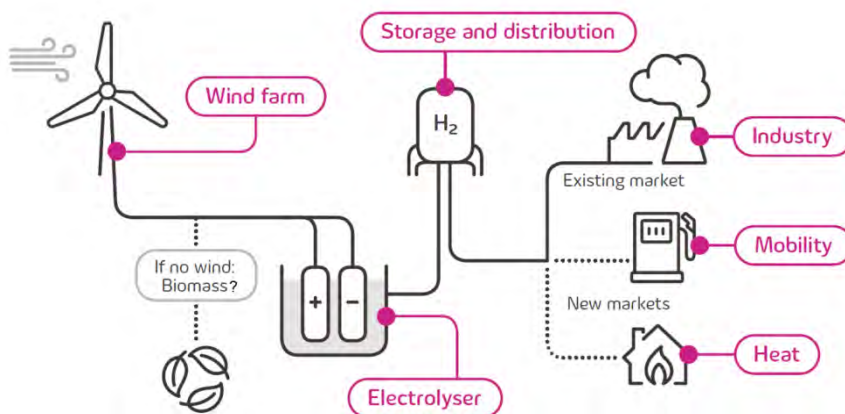 Storage and distribution
Wind farm
H₂
Industry
Existing market
If no wind:
Biomass?
+
−
Mobility
New markets
Heat
Electrolyser